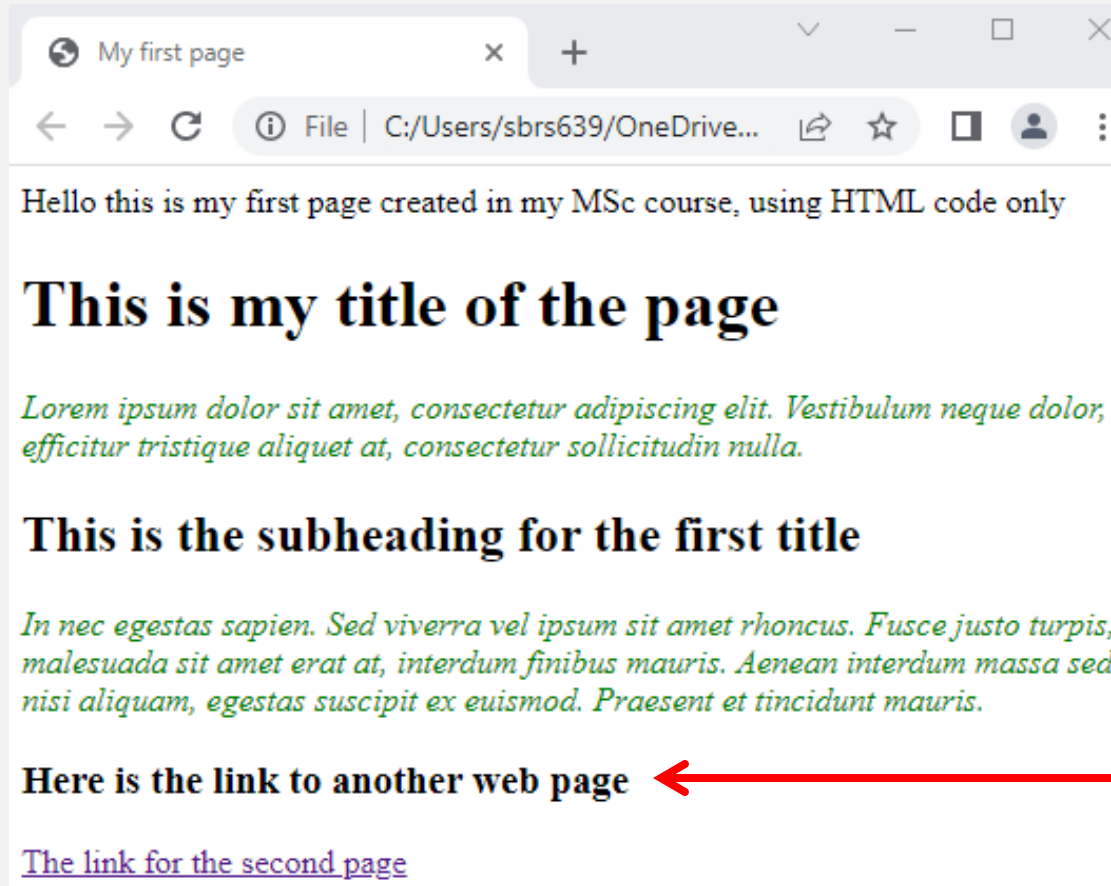 My first page
File | C:/Users/sbrs639/OneDrive...
Hello this is my first page created in my MSc course, using HTML code only
This is my title of the page
Lorem ipsum dolor sit amet, consectetur adipiscing elit. Vestibulum neque dolor,
efficitur tristique aliquet at, consectetur sollicitudin nulla.
This is the subheading for the first title
In nec egestas sapien. Sed viverra vel ipsum sit amet rhoncus. Fusce justo turpis,
malesuada sit amet erat at, interdum finibus mauris. Aenean interdum massa sed
nisi aliquam, egestas suscipit ex euismod. Praesent et tincidunt mauris.
Here is the link to another web page
The link for the second page